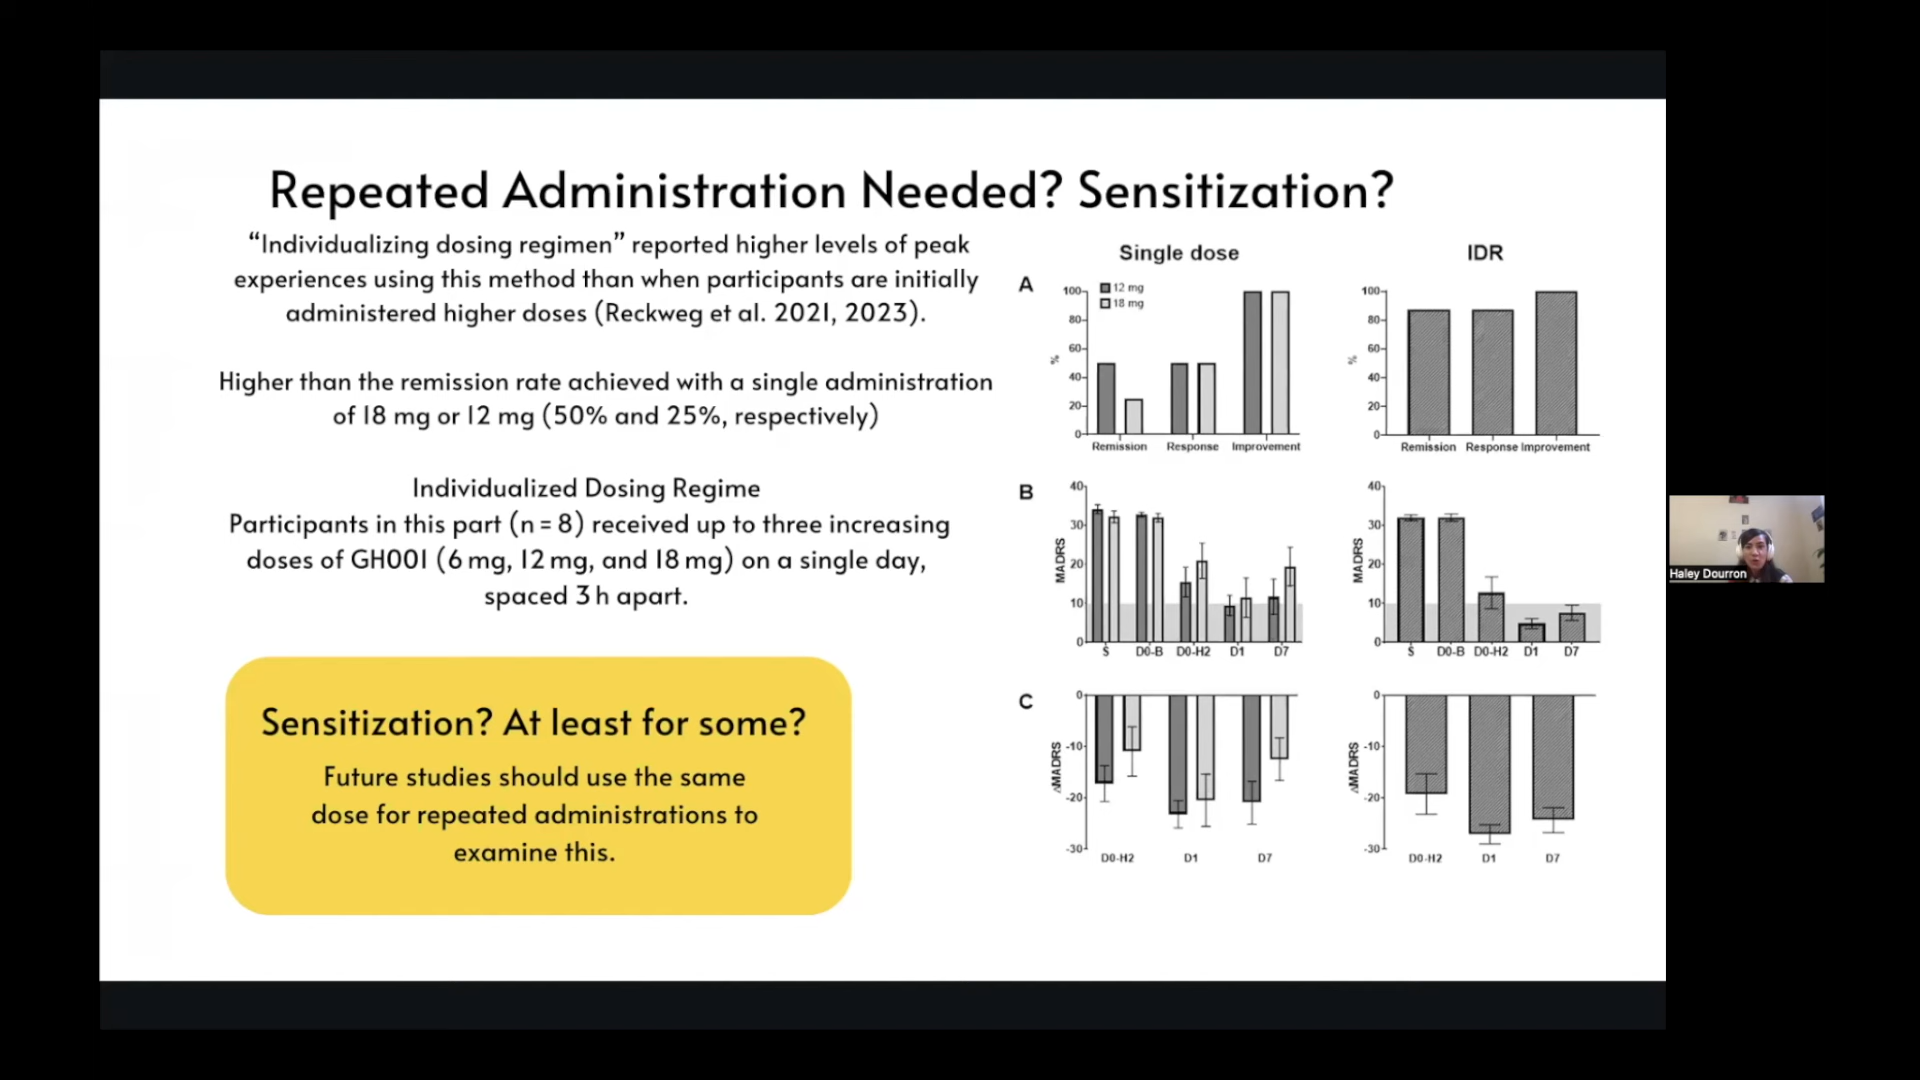 Repeated Administration Needed? Sensitization?
“Individualizing dosing regimen” reported higher levels of peak
experiences using this method than when participants are initially
administered higher doses (Reckweg et al. 2021, 2023).
Higher than the remission rate achieved with a single administration
of 18 mg or 12 mg (50% and 25%, respectively)
Individualized Dosing Regime
Participants in this part (n = 8) received up to three increasing
doses of GH001 (6 mg, 12 mg, and 18 mg) on a single day,
spaced 3 h apart.
Sensitization? At least for some?
Future studies should use the same
dose for repeated administrations to
examine this.
Single dose
IDR
A
12 mg
18 mg
100
80
60
40
20
0
%
Remission Response Improvement
100
80
60
40
20
0
%
Remission Response Improvement
B
40
30
20
10
0
MADRS
S D0-B D0-H2 D1 D7
40
30
20
10
0
MADRS
S D0-B D0-H2 D1 D7
C
0
-10
-20
-30
ΔMADRS
D0-H2 D1 D7
0
-10
-20
-30
ΔMADRS
D0-H2 D1 D7
Haley Dourron